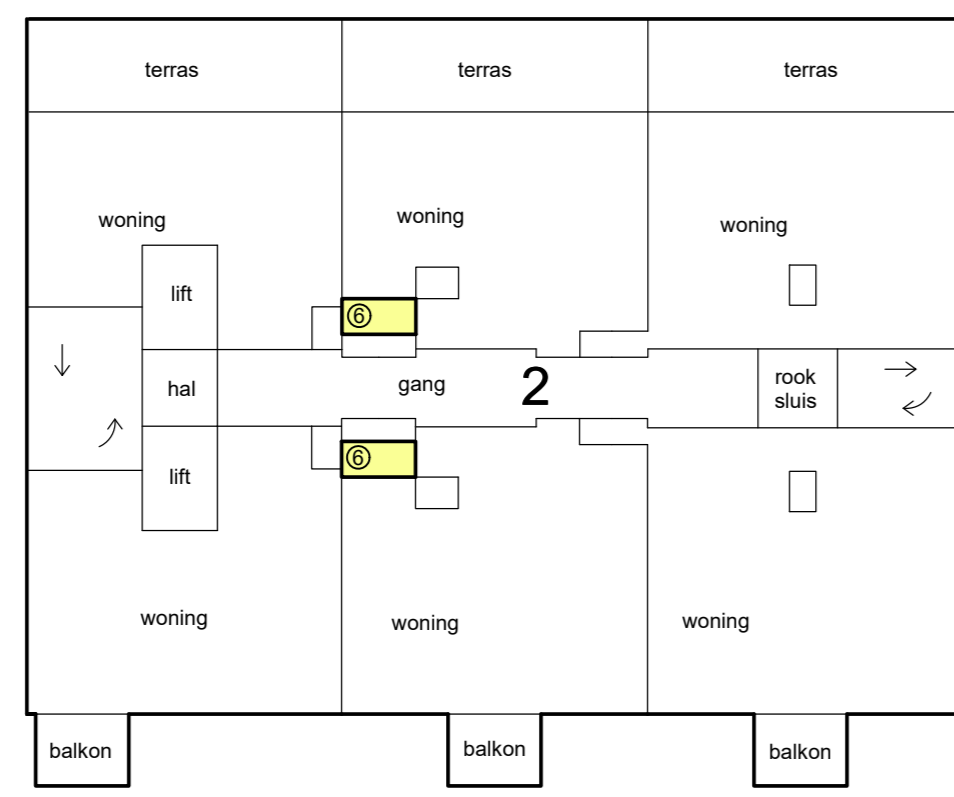 terras
terras
terras
woning
woning
woning
lift
⑥
hal
gang
2
rook
sluis
⑥
lift
woning
woning
woning
balkon
balkon
balkon